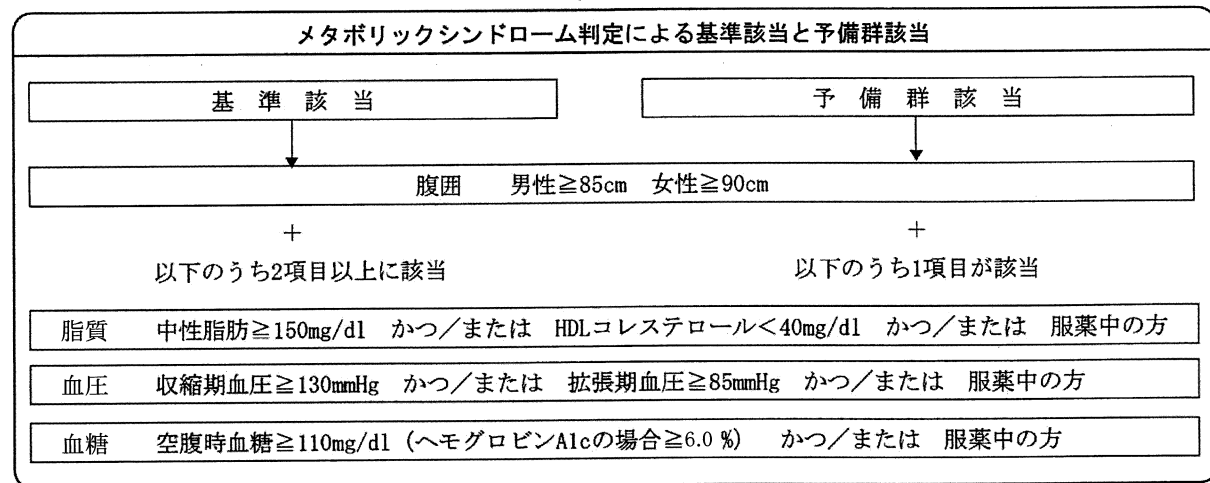 メタボリックシンドローム判定による基準該当と予備群該当
基準該当 予備群該当
腹囲 男性≧85cm 女性≧90cm
＋ ＋
以下のうち2項目以上に該当 以下のうち1項目が該当
脂質 中性脂肪≧150mg/dl かつ／または HDLコレステロール＜40mg/dl かつ／または 服薬中の方
血圧 収縮期血圧≧130mmHg かつ／または 拡張期血圧≧85mmHg かつ／または 服薬中の方
血糖 空腹時血糖≧110mg/dl (ヘモグロビンA1cの場合≧6.0 %) かつ／または 服薬中の方